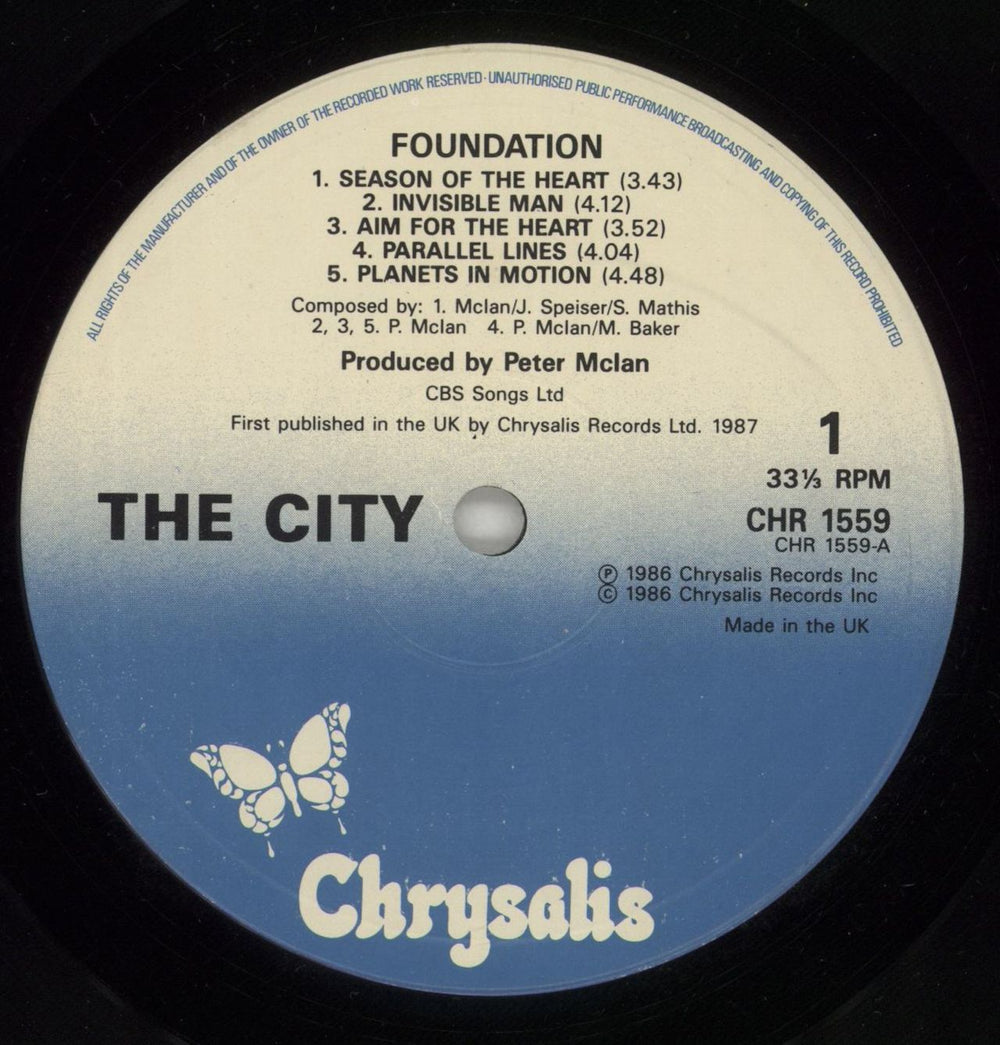 ALL RIGHTS OF THE MANUFACTURER AND OF THE OWNER OF THE RECORDED WORK RESERVED · UNAUTHORISED PUBLIC PERFORMANCE BROADCASTING AND COPYING OF THIS RECORD PROHIBITED
FOUNDATION
1. SEASON OF THE HEART (3.43)
2. INVISIBLE MAN (4.12)
3. AIM FOR THE HEART (3.52)
4. PARALLEL LINES (4.04)
5. PLANETS IN MOTION (4.48)
Composed by: 1. McIan/J. Speiser/S. Mathis
2, 3, 5. P. McIan 4. P. McIan/M. Baker
Produced by Peter McIan
CBS Songs Ltd
First published in the UK by Chrysalis Records Ltd. 1987
1
33⅓ RPM
THE CITY
CHR 1559
CHR 1559-A
Ⓟ 1986 Chrysalis Records Inc
© 1986 Chrysalis Records Inc
Made in the UK
Chrysalis